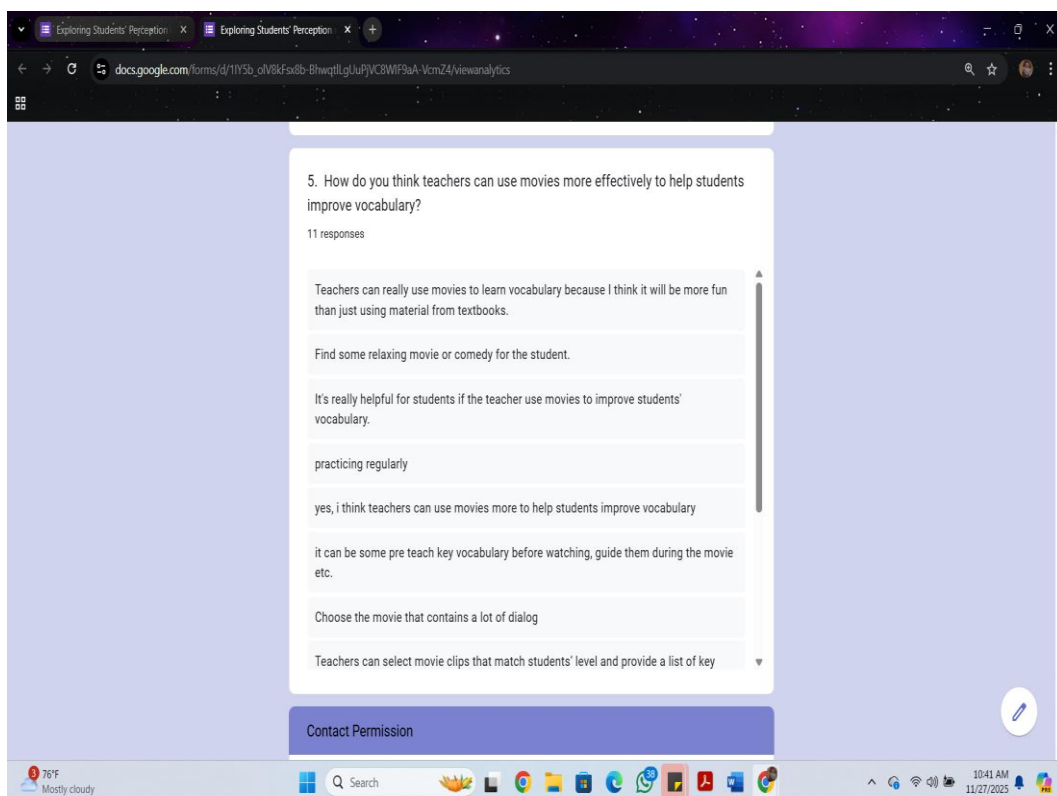 Exploring Students' Perception
Exploring Students' Perception
docs.google.com/forms/d/
/viewanalytics
5. How do you think teachers can use movies more effectively to help students
improve vocabulary?
11 responses
Teachers can really use movies to learn vocabulary because I think it will be more fun
than just using material from textbooks.
Find some relaxing movie or comedy for the student.
It's really helpful for students if the teacher use movies to improve students'
vocabulary.
practicing regularly
yes, i think teachers can use movies more to help students improve vocabulary
it can be some pre teach key vocabulary before watching, guide them during the movie
etc.
Choose the movie that contains a lot of dialog
Teachers can select movie clips that match students' level and provide a list of key
Contact Permission
3
76°F
Mostly cloudy
Search
38
10:41 AM
11/27/2025
PRE